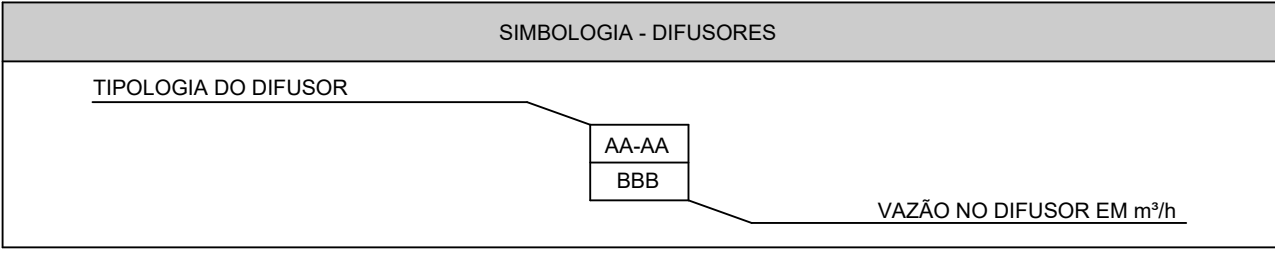 SIMBOLOGIA - DIFUSORES
TIPOLOGIA DO DIFUSOR
AA-AA
BBB
VAZÃO NO DIFUSOR EM m³/h